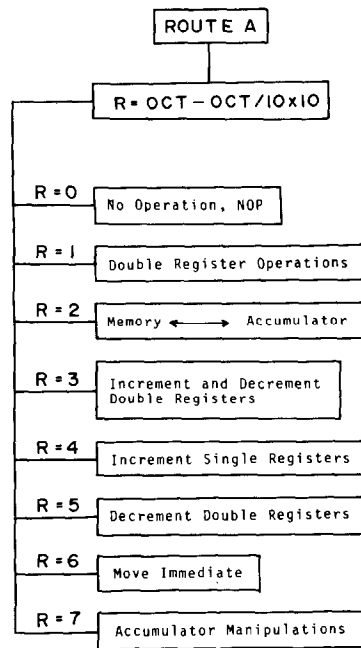 ROUTE A
R = OCT - OCT/10x10
R = 0
No Operation, NOP
R = 1
Double Register Operations
R = 2
Memory ⟷ Accumulator
R = 3
Increment and Decrement
Double Registers
R = 4
Increment Single Registers
R = 5
Decrement Double Registers
R = 6
Move Immediate
R = 7
Accumulator Manipulations